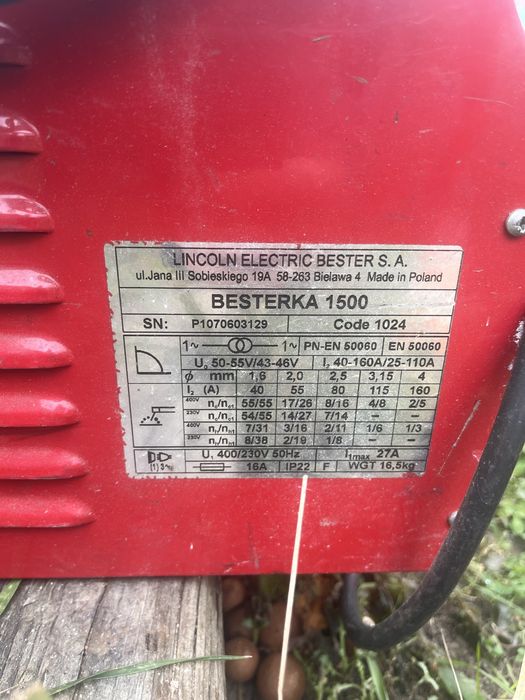 LINCOLN ELECTRIC BESTER S. A.
ul.Jana III Sobieskiego 19A 58-263 Bielawa 4 Made in Poland
BESTERKA 1500
SN: P1070603129 Code 1024
1~ 1~ PN-EN 50060 EN 50060
U₀ 50-55V/43-46V I₂ 40-160A/25-110A
ϕ mm 1,6 2,0 2,5 3,15 4
I₂ (A) 40 55 80 115 160
400V 55/55 17/26 8/16 4/8 2/5
230V 54/55 14/27 7/14 – –
400V 7/31 3/16 2/11 1/6 1/3
230V 8/38 2/19 1/8 – –
(1) 3~ U₁ 400/230V 50Hz I₁max 27A
16A IP22 F WGT 16,5kg